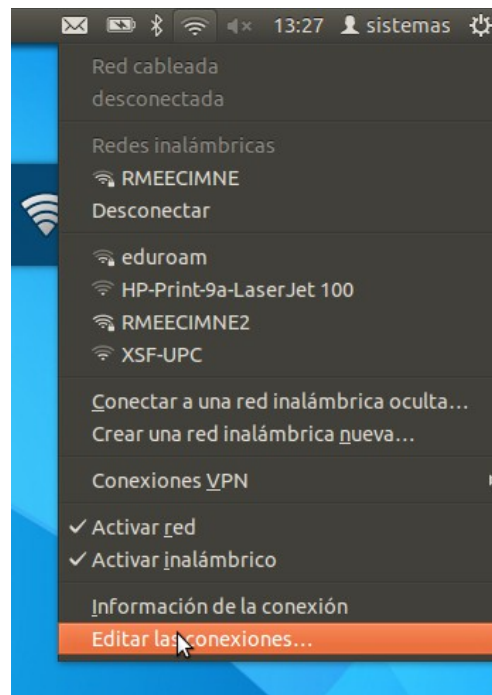 13:27 sistemas
Red cableada
desconectada
Redes inalámbricas
RMEECIMNE
Desconectar
eduroam
HP-Print-9a-LaserJet 100
RMEECIMNE2
XSF-UPC
Conectar a una red inalámbrica oculta...
Crear una red inalámbrica nueva...
Conexiones VPN
Activar red
Activar inalámbrico
Información de la conexión
Editar las conexiones...